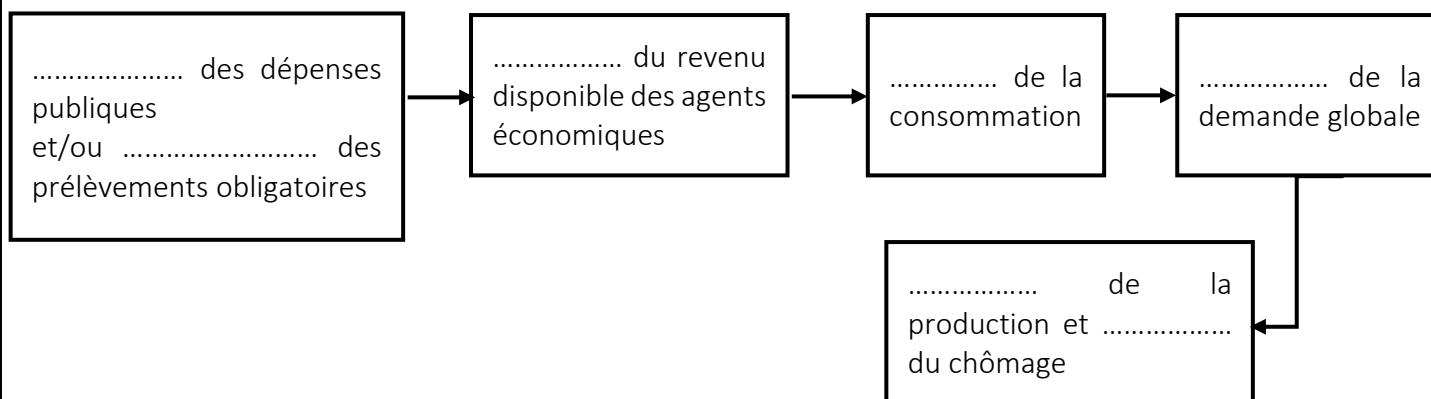 ………………… des dépenses
publiques
et/ou ……………………… des
prélèvements obligatoires
……………… du revenu
disponible des agents
économiques
…………… de la
consommation
……………… de la
demande globale
……………… de la
production et ………………
du chômage